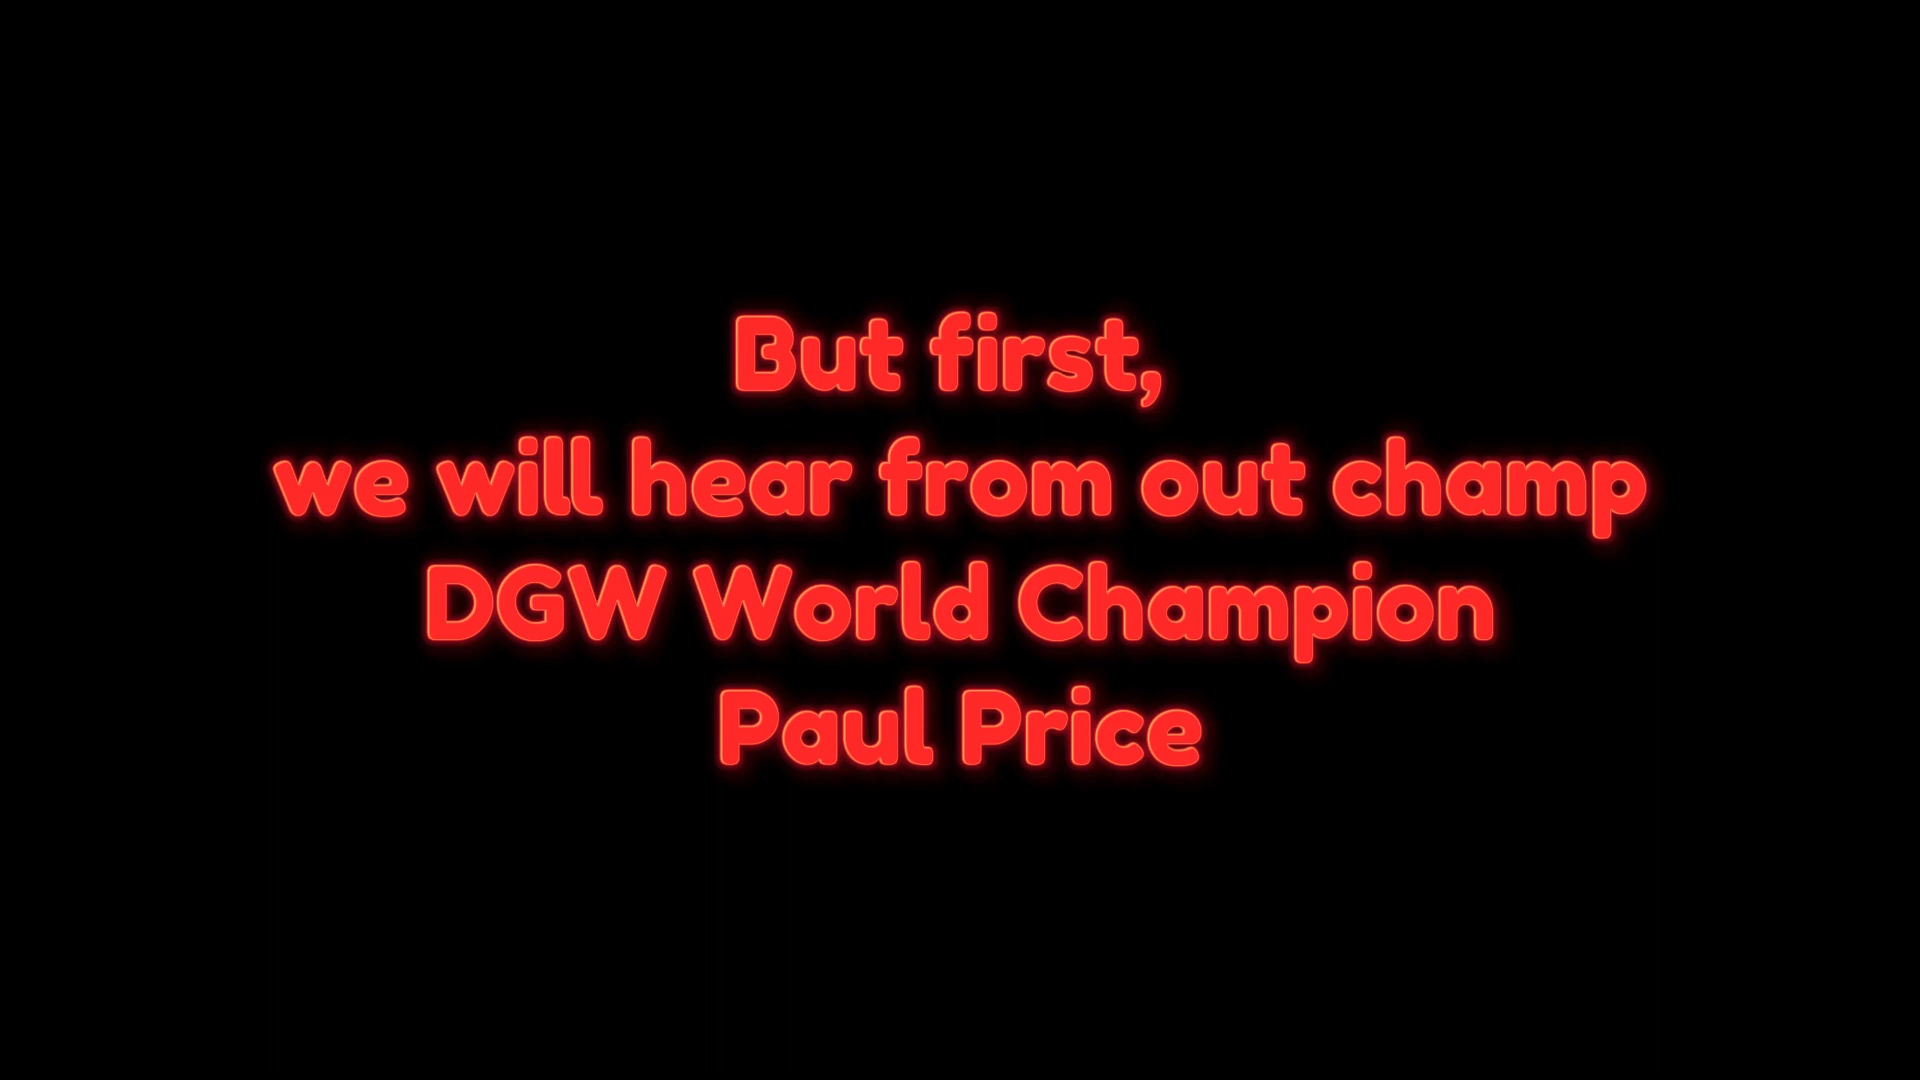 But first,
we will hear from out champ
DGW World Champion
Paul Price